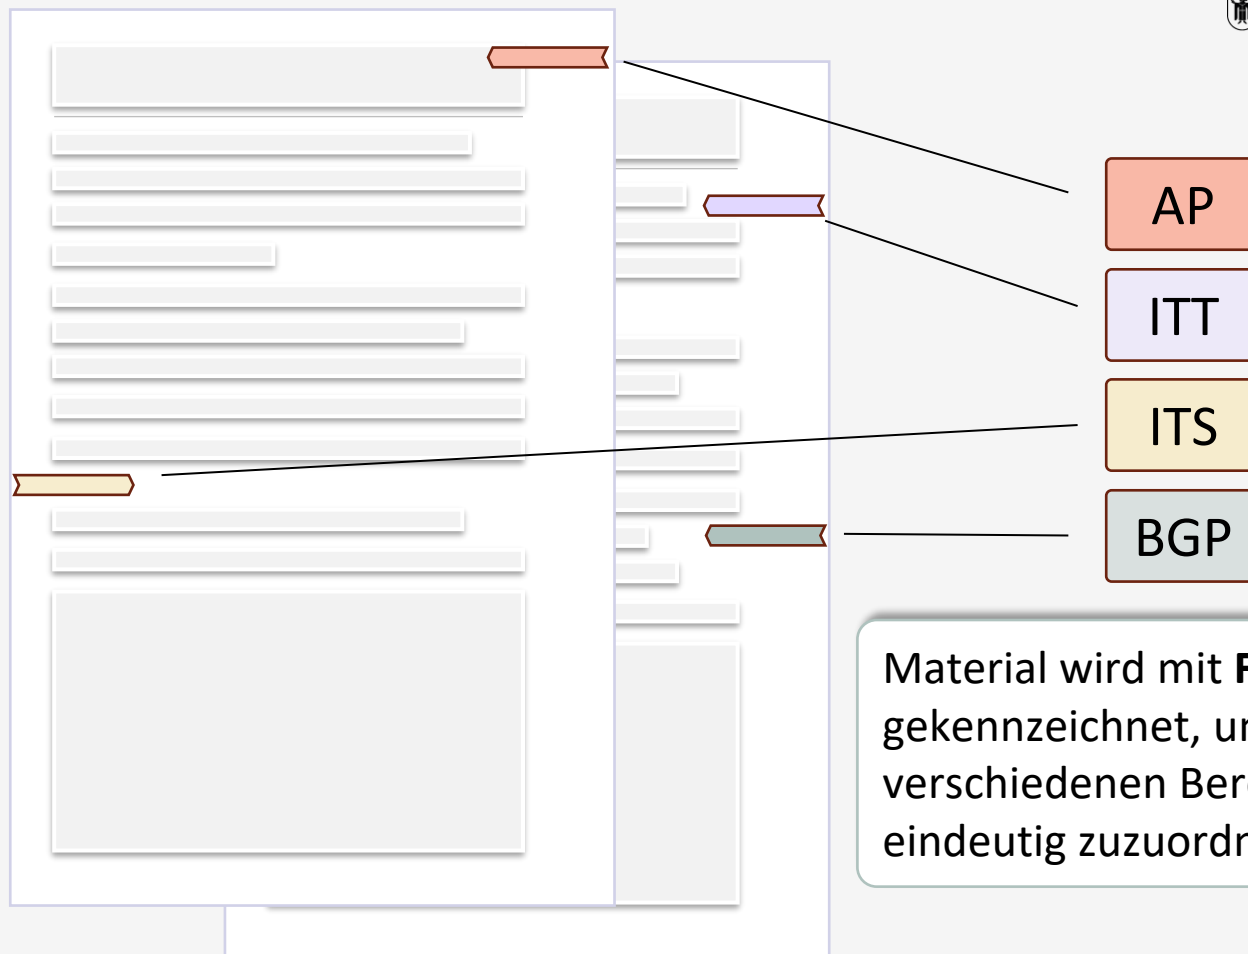 AP
ITT
ITS
BGP
Material wird mit
gekennzeichnet,
verschiedenen
eindeutig